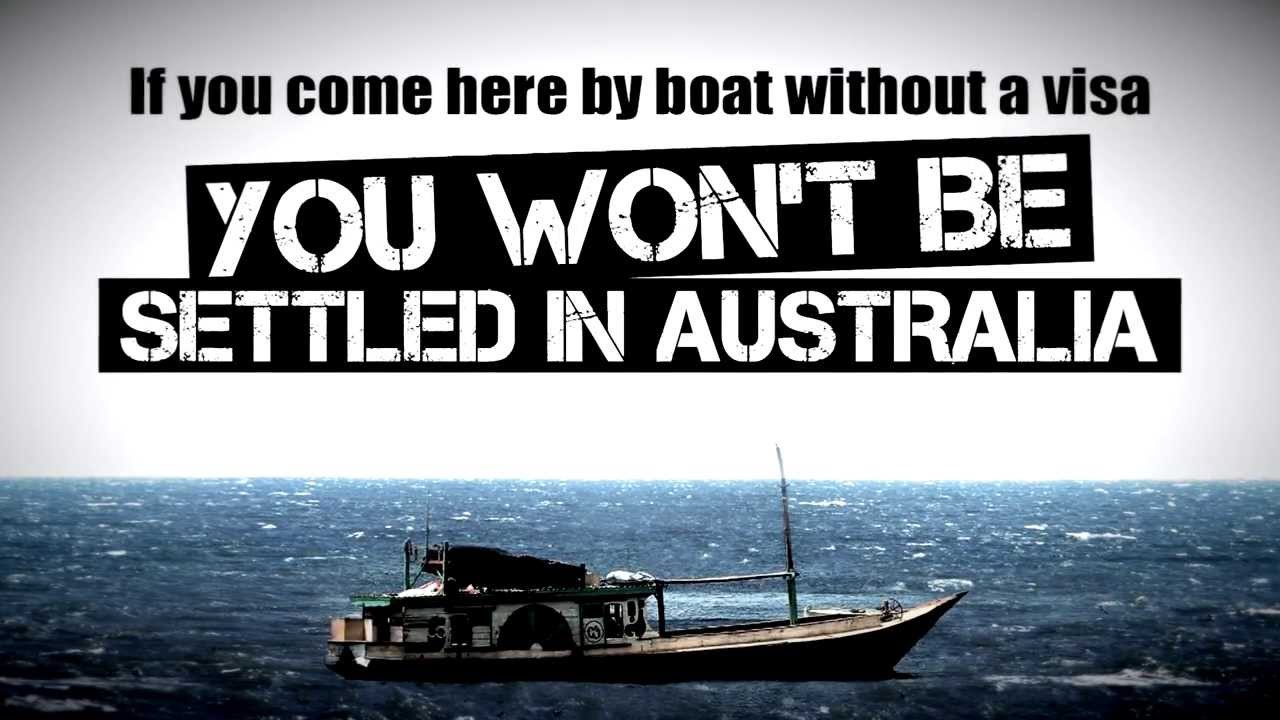 If you come here by boat without a visa
YOU WON'T BE
SETTLED IN AUSTRALIA